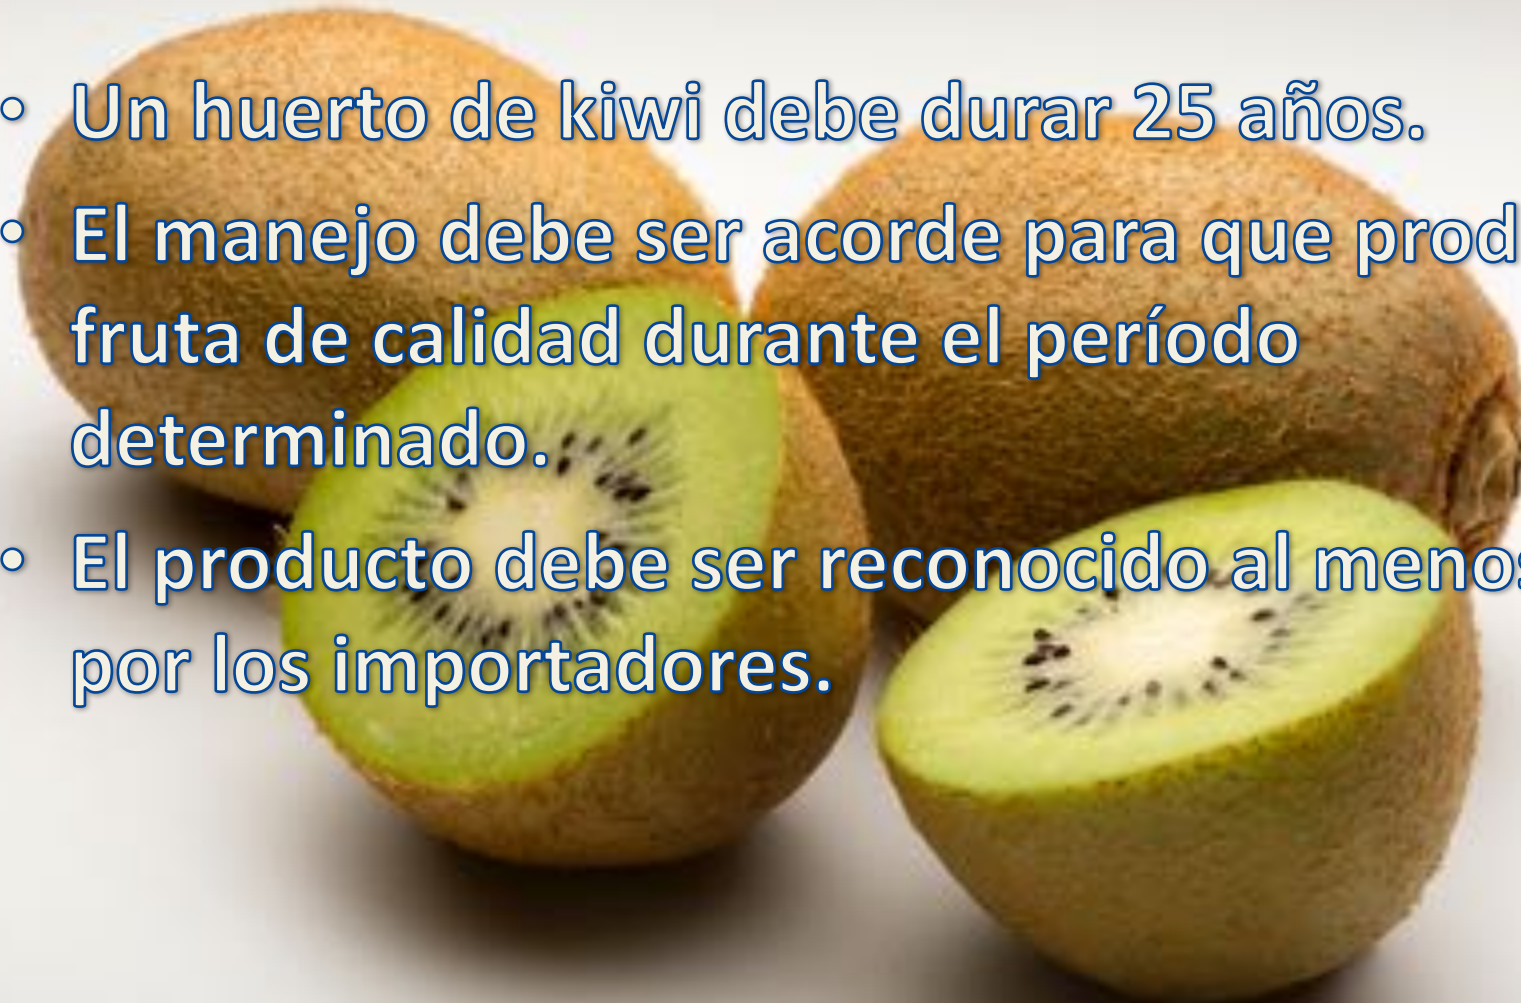 • Un huerto de kiwi debe durar 25 años.
• El manejo debe ser acorde para que prod
fruta de calidad durante el período
determinado.
• El producto debe ser reconocido al menos
por los importadores.